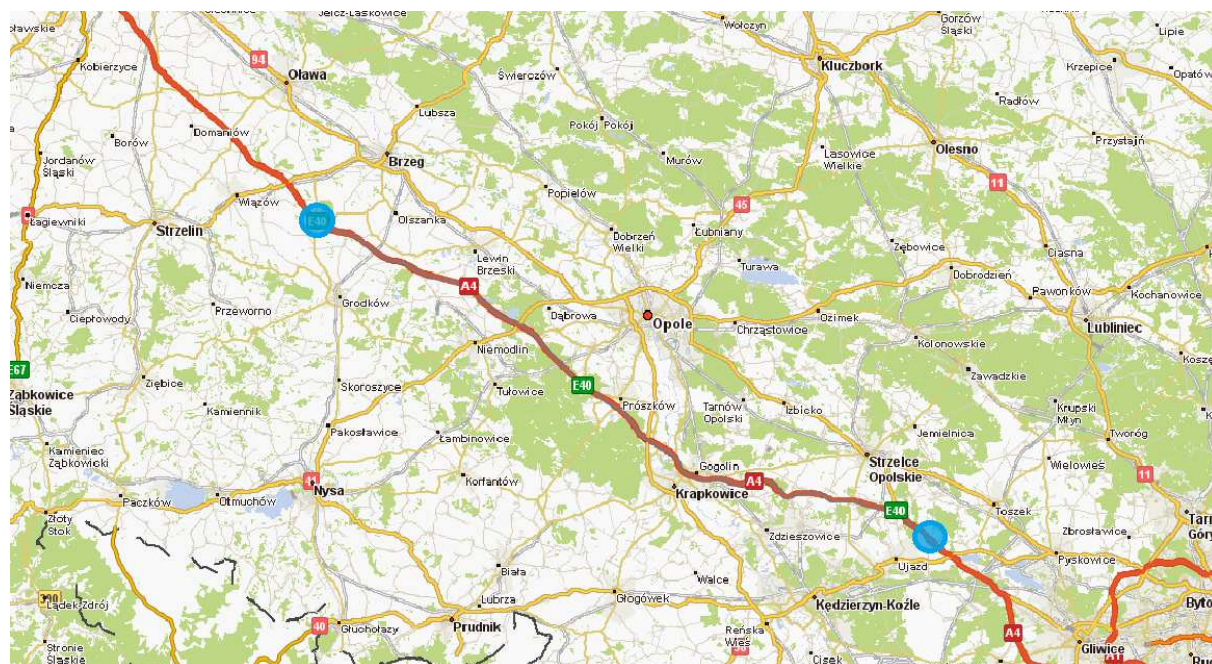 Jelcz-Laskowice
Wołczyn
Gorzów
Śląski
Lipie
Kobierzyce
94
Oława
Świerczów
Kluczbork
Krzepice
Opatów
Lubsza
Radłów
Domaniów
Borów
Pokój Pokój
Przystajń
Jordanów
Śląski
Brzeg
Murów
Lasowice
Wielkie
Olesno
Wiązów
Popielów
11
45
Łagiewniki
Strzelin
E40
Olszanka
Dobrzeń
Wielki
Łubniany
Zębowice
Ciasna
Lewin
Brzeski
Turawa
Dobrodzień
Niemcza
A4
Pawonków
Kochanowice
Ciepłowody
Przeworno
Grodków
Dąbrowa
Opole
Chrząstowice
Ozimek
Lubliniec
Niemodlin
Kolonowskie
E67
Ząbkowice
Śląskie
Ziębice
Skoroszyce
Tułowice
E40
Zawadzkie
Kamiennik
Prószków
Tarnów
Opolski
Izbicko
Krupski
Młyn
Pakosławice
Łambinowice
Jemielnica
Tworóg
Kamieniec
Ząbkowicki
Strzelce
Opolskie
Wielowieś
Gogolin
11
Nysa
Korfantów
Krapkowice
A4
Paczków
Otmuchów
E40
Toszek
Złoty
Stok
Zdzieszowice
Zbrosławice
Ujazd
Pyskowice
Biała
Walce
Lądek-Zdrój
Lubrza
Głogówek
Kędzierzyn-Koźle
40
Głuchołazy
Prudnik
Reńska
Wieś
A4
Gliwice
Stronie
Śląskie
Cisek
A1